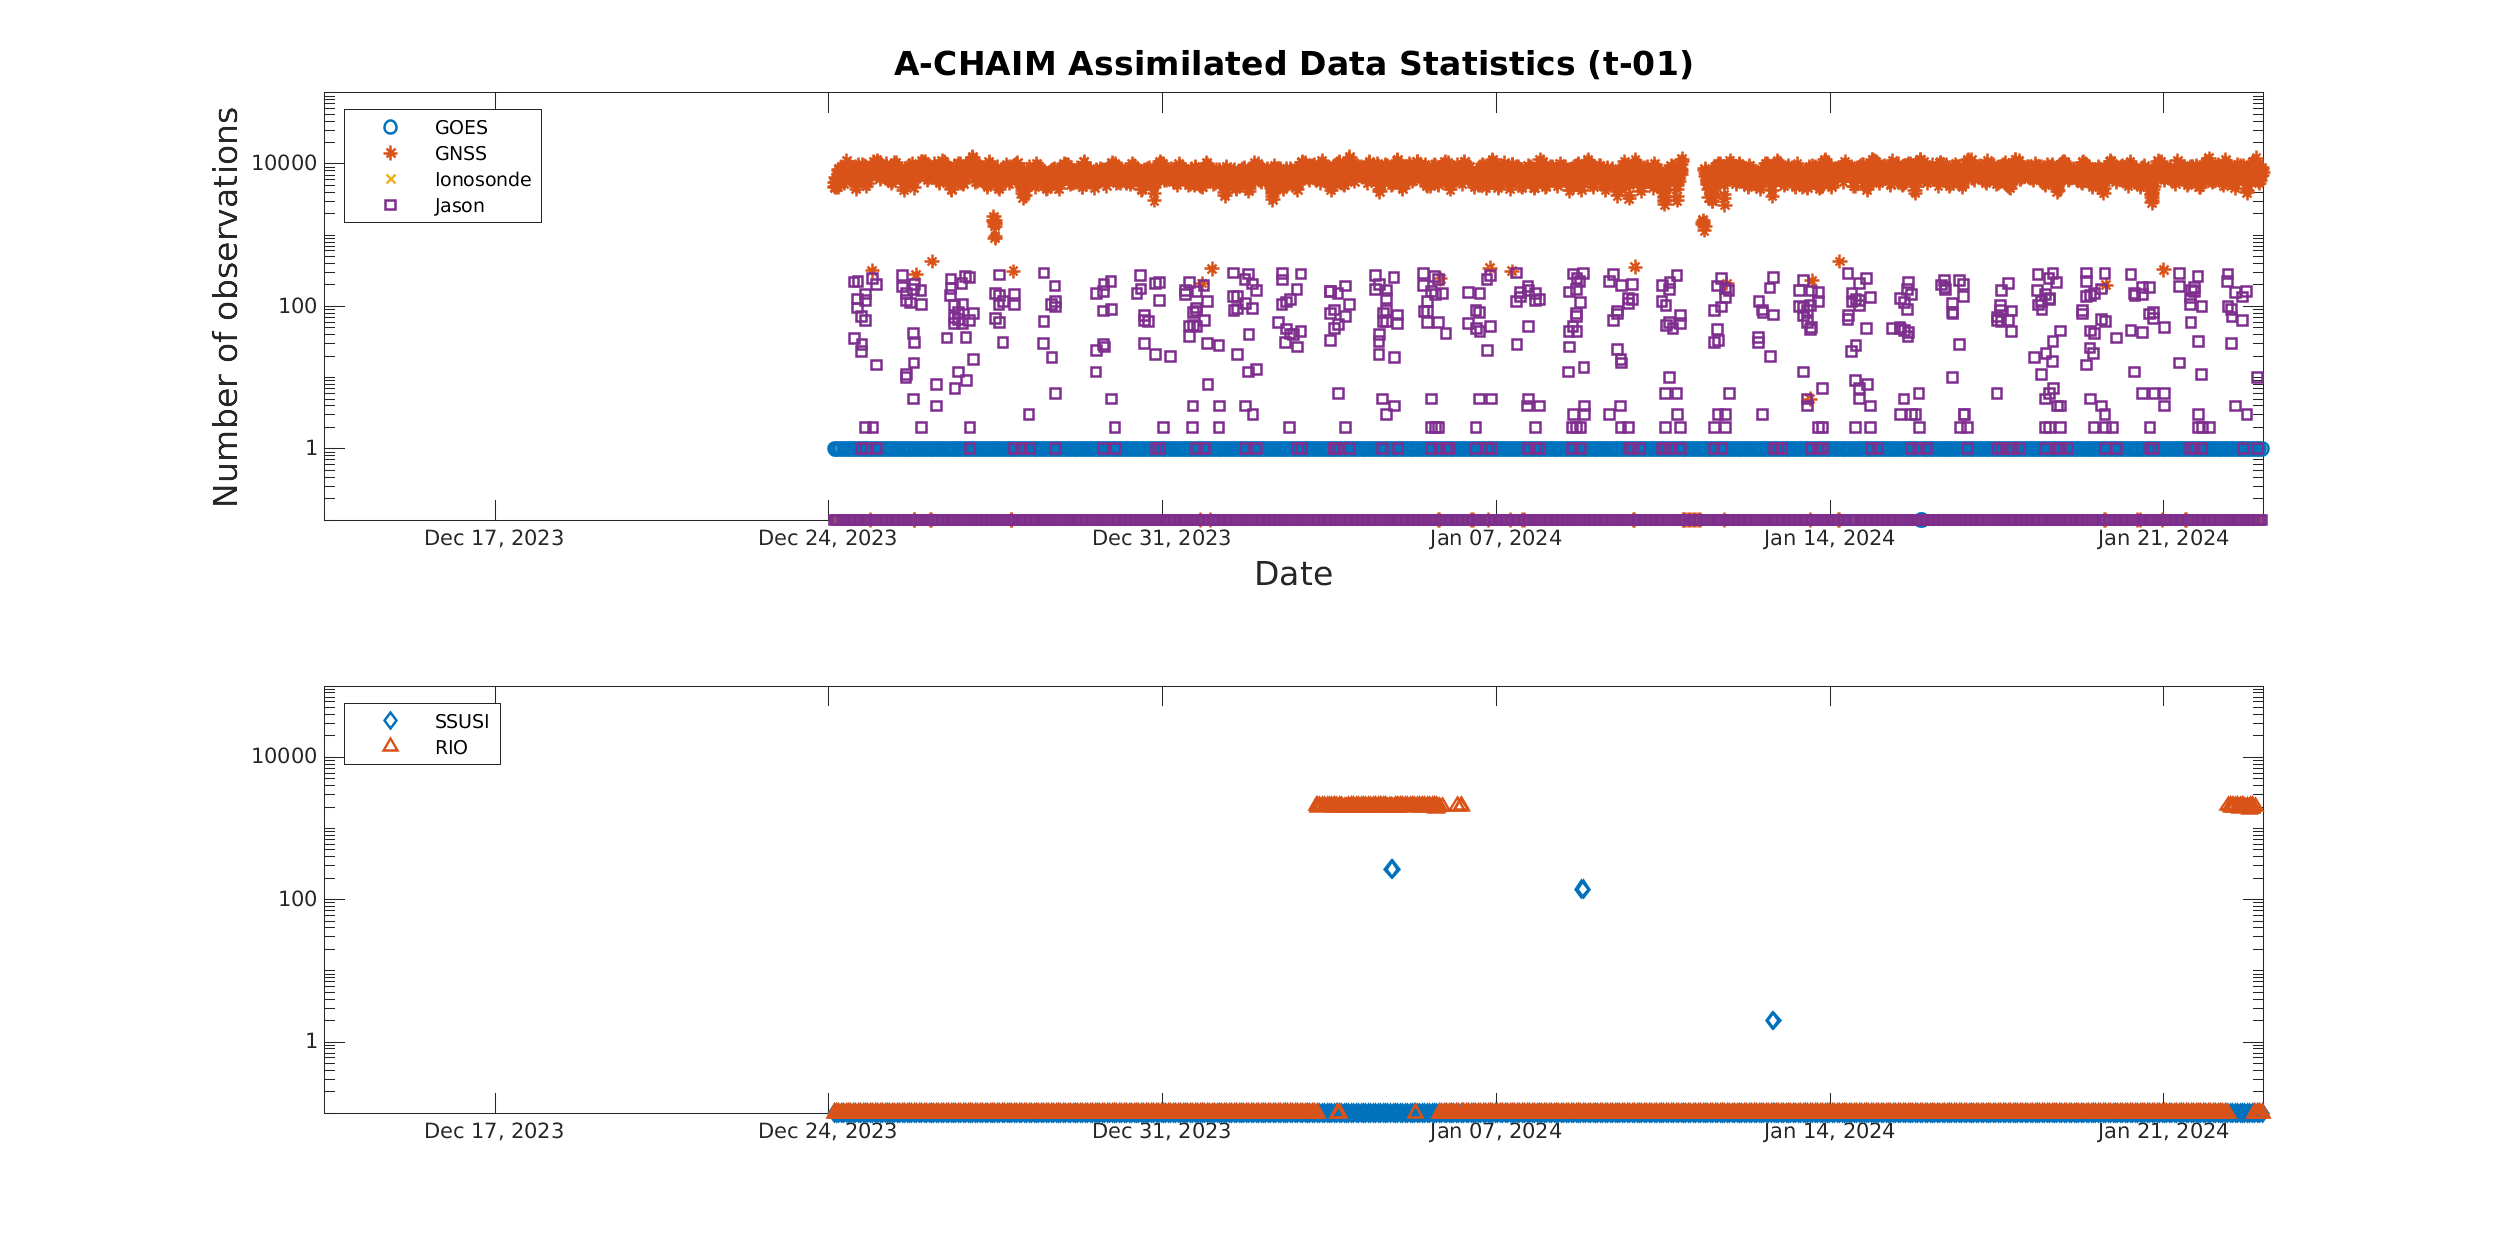 A-CHAIM Assimilated Data Statistics (t-01)
Number of observations
10000
100
1
GOES
GNSS
Ionosonde
Jason
Dec 17, 2023
Dec 24, 2023
Dec 31, 2023
Jan 07, 2024
Jan 14, 2024
Jan 21, 2024
Date
10000
100
1
SSUSI
RIO
Dec 17, 2023
Dec 24, 2023
Dec 31, 2023
Jan 07, 2024
Jan 14, 2024
Jan 21, 2024